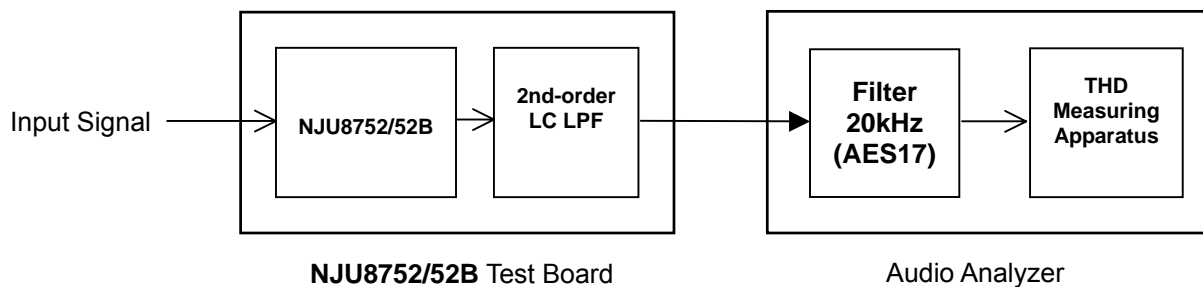 Input Signal
NJU8752/52B
2nd-order
LC LPF
Filter
20kHz
(AES17)
THD
Measuring
Apparatus
NJU8752/52B Test Board
Audio Analyzer